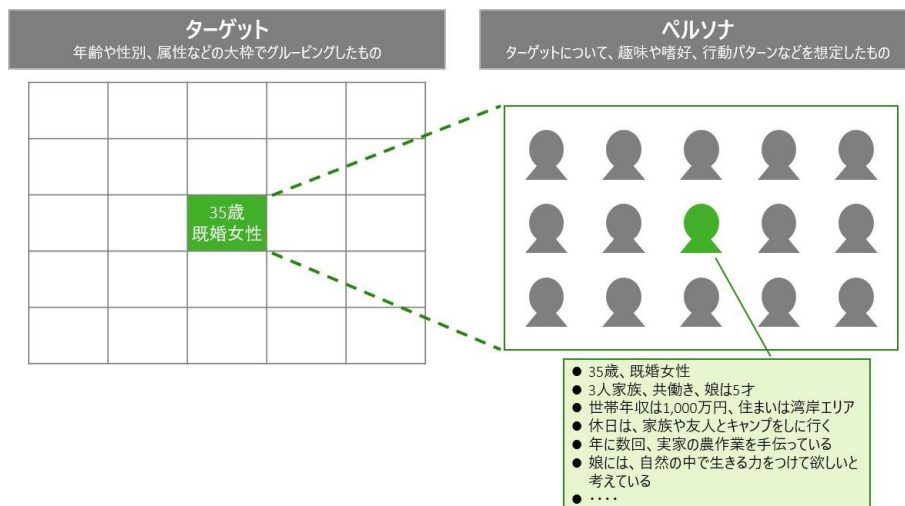 ターゲット
年齢や性別、属性などの大枠でグルーピングしたもの
ペルソナ
ターゲットについて、趣味や嗜好、行動パターンなどを想定したもの
35歳
既婚女性
● 35歳、既婚女性
● 3人家族、共働き、娘は5才
● 世帯年収は1,000万円、住まいは湾岸エリア
● 休日は、家族や友人とキャンプをしに行く
● 年に数回、実家の農作業を手伝っている
● 娘には、自然の中で生きる力をつけて欲しいと
考えている
● ････